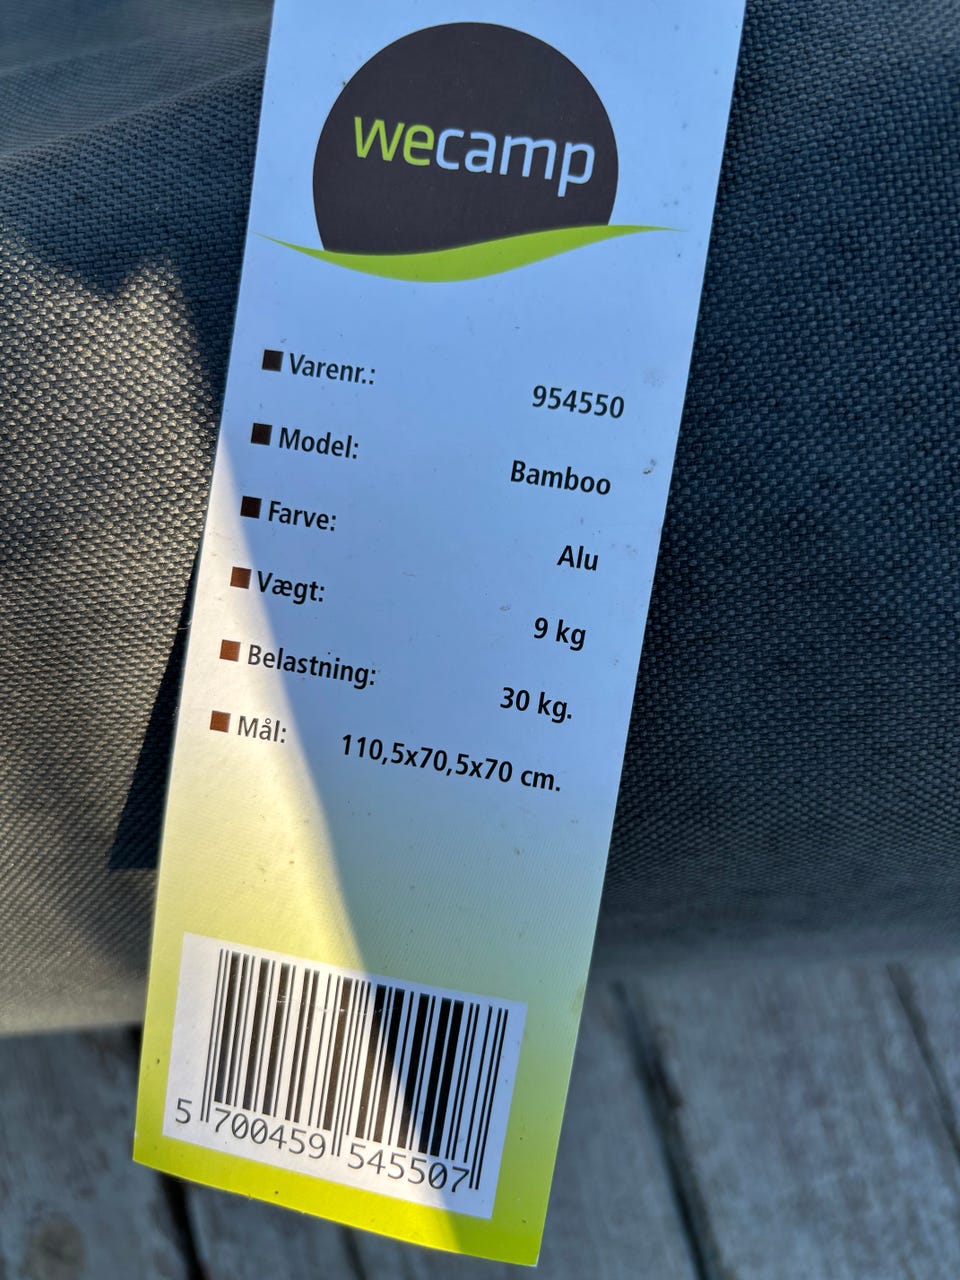 wecamp
Varenr.: 954550
Model: Bamboo
Farve: Alu
Vægt: 9 kg
Belastning: 30 kg.
Mål: 110,5x70,5x70 cm.
5 700459 545507